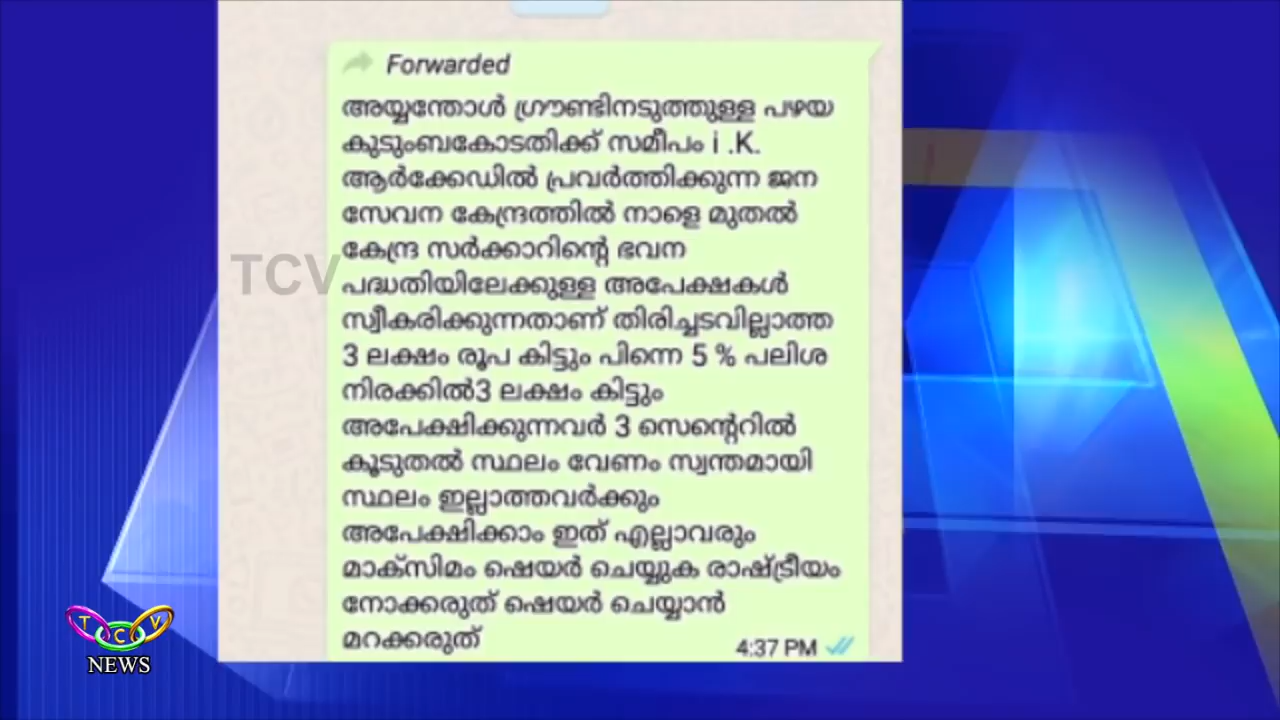 Forwarded
അയ്യന്തോൾ ഗ്രൗണ്ടിനടുത്തുള്ള പഴയ
കുടുംബകോടതിക്ക് സമീപം i .K.
ആർക്കേഡിൽ പ്രവർത്തിക്കുന്ന ജന
സേവന കേന്ദ്രത്തിൽ നാളെ മുതൽ
കേന്ദ്ര സർക്കാറിന്റെ ഭവന
പദ്ധതിയിലേക്കുള്ള അപേക്ഷകൾ
സ്വീകരിക്കുന്നതാണ് തിരിച്ചടവില്ലാത്ത
3 ലക്ഷം രൂപ കിട്ടും പിന്നെ 5 % പലിശ
നിരക്കിൽ3 ലക്ഷം കിട്ടും
അപേക്ഷിക്കുന്നവർ 3 സെന്റെറിൽ
കൂടുതൽ സ്ഥലം വേണം സ്വന്തമായി
സ്ഥലം ഇല്ലാത്തവർക്കും
അപേക്ഷിക്കാം ഇത് എല്ലാവരും
മാക്സിമം ഷെയർ ചെയ്യുക രാഷ്ട്രീയം
നോക്കരുത് ഷെയർ ചെയ്യാൻ
മറക്കരുത്
4:37 PM
TCV
TCV
NEWS